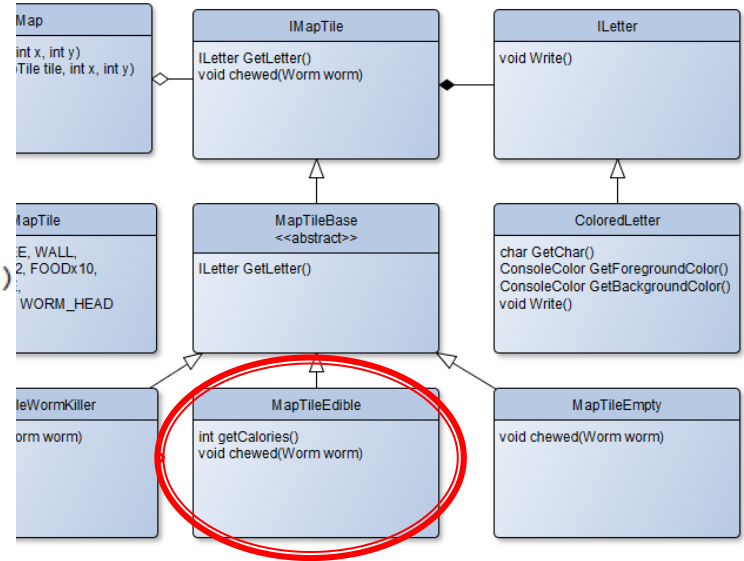 Map
int x, int y)
Tile tile, int x, int y)
IMapTile
ILetter GetLetter()
void chewed(Worm worm)
ILetter
void Write()
MapTile
WALL,
2, FOODx10,
WORM_HEAD
)
MapTileBase
<<abstract>>
ILetter GetLetter()
ColoredLetter
char GetChar()
ConsoleColor GetForegroundColor()
ConsoleColor GetBackgroundColor()
void Write()
leWormKiller
orm worm)
MapTileEdible
int getCalories()
void chewed(Worm worm)
MapTileEmpty
void chewed(Worm worm)